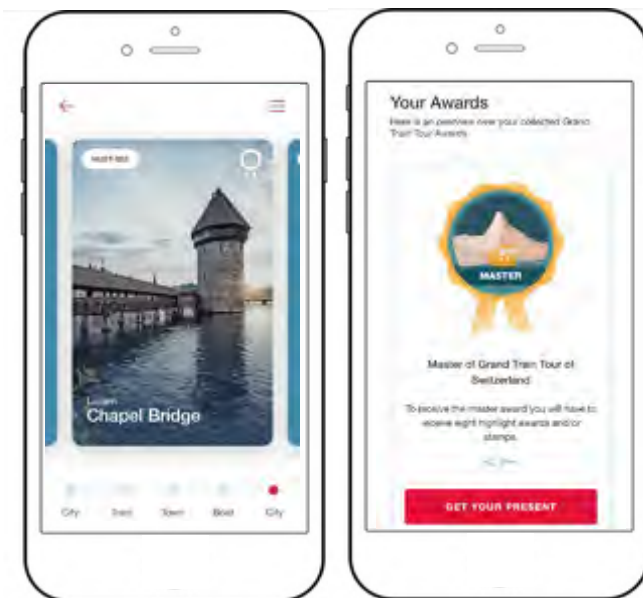 MUST-SEE
Luzern
Chapel Bridge
City
Town
Boat
City
Your Awards
Here is an overview over your collected Grand
Train Tour Awards
MASTER
Master of Grand Train Tour of
Switzerland
To receive the master award you will have to
receive eight highlight awards and/or
stamps.
GET YOUR PRESENT